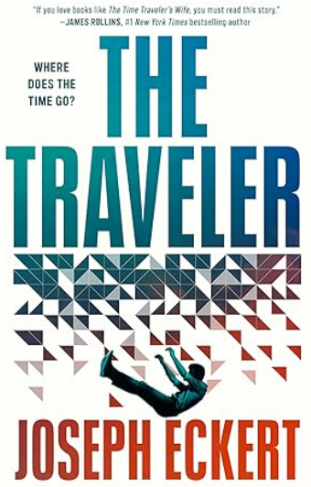 "If you love books like The Time Traveler's Wife, you must read this story."
—JAMES ROLLINS, #1 New York Times bestselling author
WHERE
DOES THE
TIME GO?
THE
TRAVELER
JOSEPH ECKERT